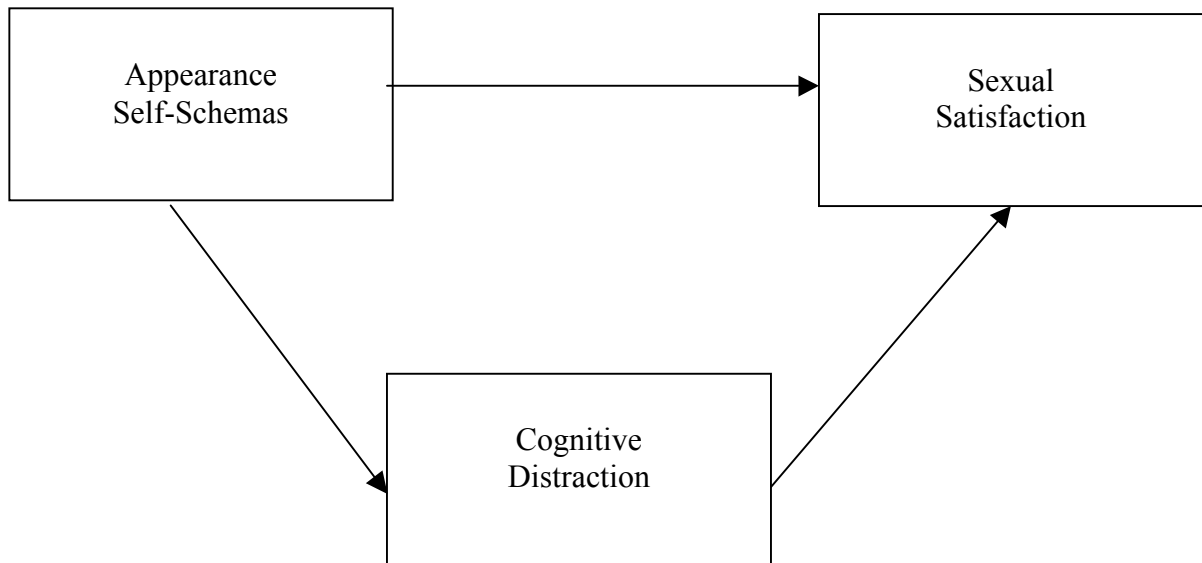 Appearance
Self-Schemas
Sexual
Satisfaction
Cognitive
Distraction